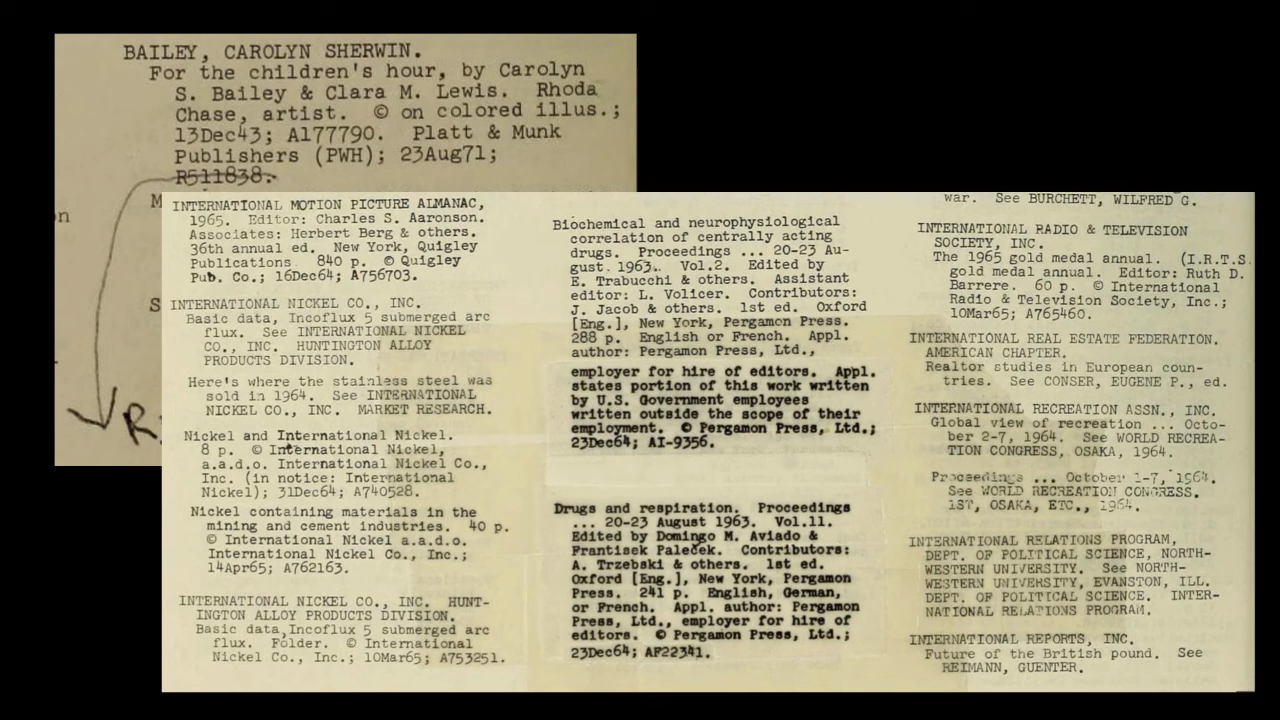 BAILEY, CAROLYN SHERWIN.
For the children's hour, by Carolyn
S. Bailey & Clara M. Lewis. Rhoda
Chase, artist. © on colored illus.;
13Dec43; A177790. Platt & Munk
Publishers (PWH); 23Aug71;
R511838.
n
M
S
R.
INTERNATIONAL MOTION PICTURE ALMANAC,
1965. Editor: Charles S. Aaronson.
Associates: Herbert Berg & others.
36th annual ed. New York, Quigley
Publications 840 p. © Quigley
Pub. Co.; 16Dec64; A756703.
INTERNATIONAL NICKEL CO., INC.
Basic data, Incoflux 5 submerged arc
flux. See INTERNATIONAL NICKEL
CO., INC. HUNTINGTON ALLOY
PRODUCTS DIVISION.
Here's where the stainless steel was
sold in 1964. See INTERNATIONAL
NICKEL CO., INC. MARKET RESEARCH.
Nickel and International Nickel.
8 p. © International Nickel,
a.a.d.o. International Nickel Co.,
Inc. (in notice: International
Nickel); 31Dec64; A740528.
Nickel containing materials in the
mining and cement industries. 40 p.
© International Nickel a.a.d.o.
International Nickel Co., Inc.;
14Apr65; A762163.
INTERNATIONAL NICKEL CO., INC. HUNT-
INGTON ALLOY PRODUCTS DIVISION.
Basic data, Incoflux 5 submerged arc
flux. Folder. © International
Nickel Co., Inc.; 10Mar65; A753251.
Biochemical and neurophysiological
correlation of centrally acting
drugs. Proceedings ... 20-23 Au-
gust 1963. Vol.2. Edited by
E. Trabucchi & others. Assistant
editor: L. Volicer. Contributors:
J. Jacob & others. 1st ed. Oxford
[Eng.], New York, Pergamon Press.
288 p. English or French. Appl.
author: Pergamon Press, Ltd.,
employer for hire of editors. Appl.
states portion of this work written
by U.S. Government employees
written outside the scope of their
employment. © Pergamon Press, Ltd.;
23Dec64; AI-9356.
Drugs and respiration. Proceedings
... 20-23 August 1963. Vol.11.
Edited by Domingo M. Aviado &
Frantisek Palecek. Contributors:
A. Trzebski & others. 1st ed.
Oxford [Eng.], New York, Pergamon
Press. 241 p. English, German,
or French. Appl. author: Pergamon
Press, Ltd., employer for hire of
editors. © Pergamon Press, Ltd.;
23Dec64; AF22341.
war. See BURCHETT, WILFRED G.
INTERNATIONAL RADIO & TELEVISION
SOCIETY, INC.
The 1965 gold medal annual. (I.R.T.S.
gold medal annual. Editor: Ruth D.
Barrere. 60 p. © International
Radio & Television Society, Inc.;
10Mar65; A765460.
INTERNATIONAL REAL ESTATE FEDERATION.
AMERICAN CHAPTER.
Realtor studies in European coun-
tries. See CONSER, EUGENE P., ed.
INTERNATIONAL RECREATION ASSN., INC.
Global view of recreation ... Octo-
ber 2-7, 1964. See WORLD RECREA-
TION CONGRESS, OSAKA, 1964.
Proceedings ... October 1-7, 1964.
See WORLD RECREATION CONGRESS.
1ST, OSAKA, ETC., 1964.
INTERNATIONAL RELATIONS PROGRAM,
DEPT. OF POLITICAL SCIENCE, NORTH-
WESTERN UNIVERSITY. See NORTH-
WESTERN UNIVERSITY, EVANSTON, ILL.
DEPT. OF POLITICAL SCIENCE. INTER-
NATIONAL RELATIONS PROGRAM.
INTERNATIONAL REPORTS, INC.
Future of the British pound. See
REIMANN, GUENTER.